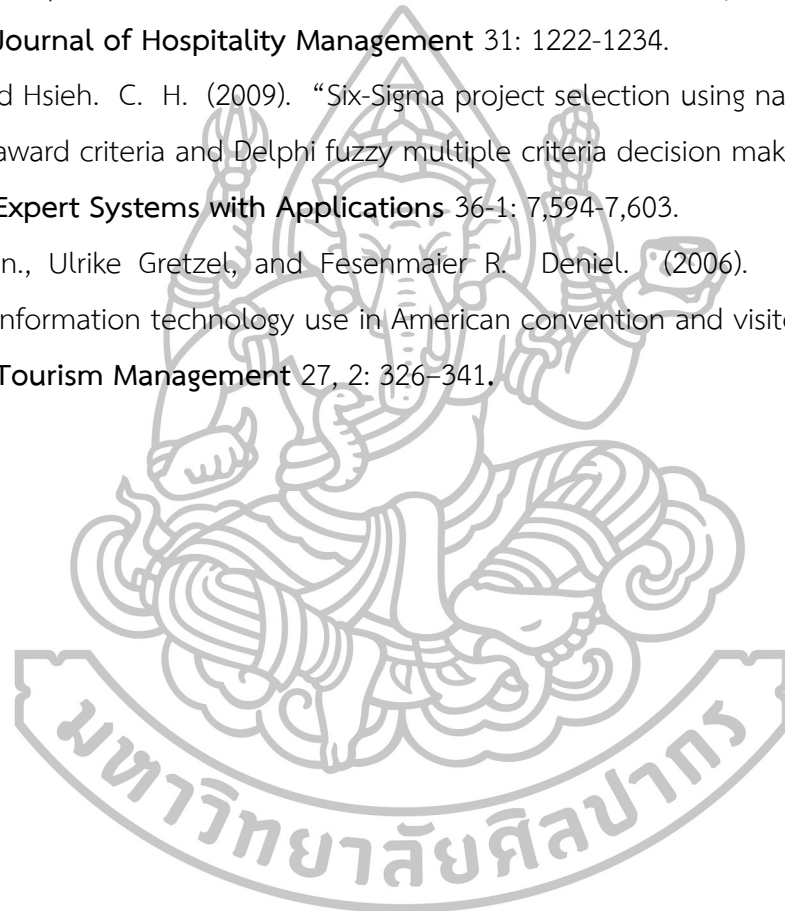 Journal of Hospitality Management 31: 1222-1234.
d Hsieh. C. H. (2009). “Six-Sigma project selection using na
award criteria and Delphi fuzzy multiple criteria decision mak
Expert Systems with Applications 36-1: 7,594-7,603.
n., Ulrike Gretzel, and Fesenmaier R. Deniel. (2006).
nformation technology use in American convention and visito
Tourism Management 27, 2: 326–341.
มหาวิทยาลัยศิลปากร